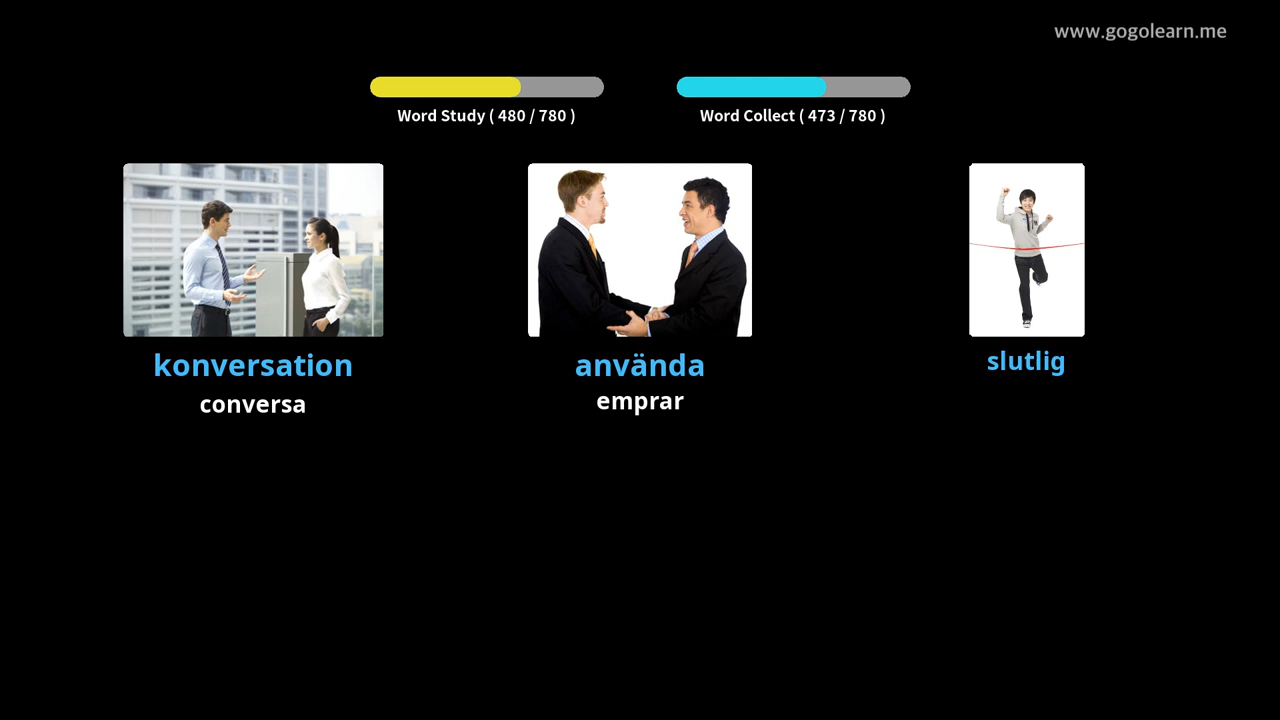 www.gogolearn.me
Word Study ( 480 / 780 )
Word Collect ( 473 / 780 )
konversation
conversa
använda
emprar
slutlig